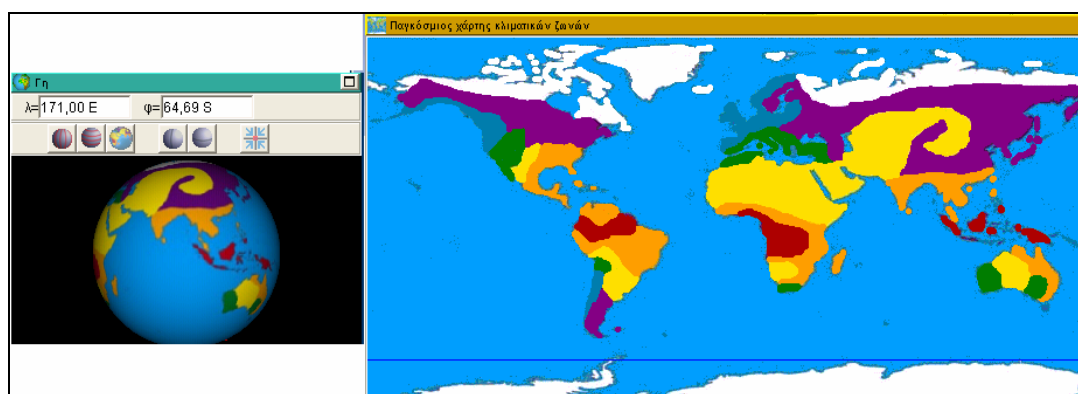 Παγκόσμιος χάρτης κλιματικών ζωνών
Γη
λ= 171,00 E φ= 64,69 S